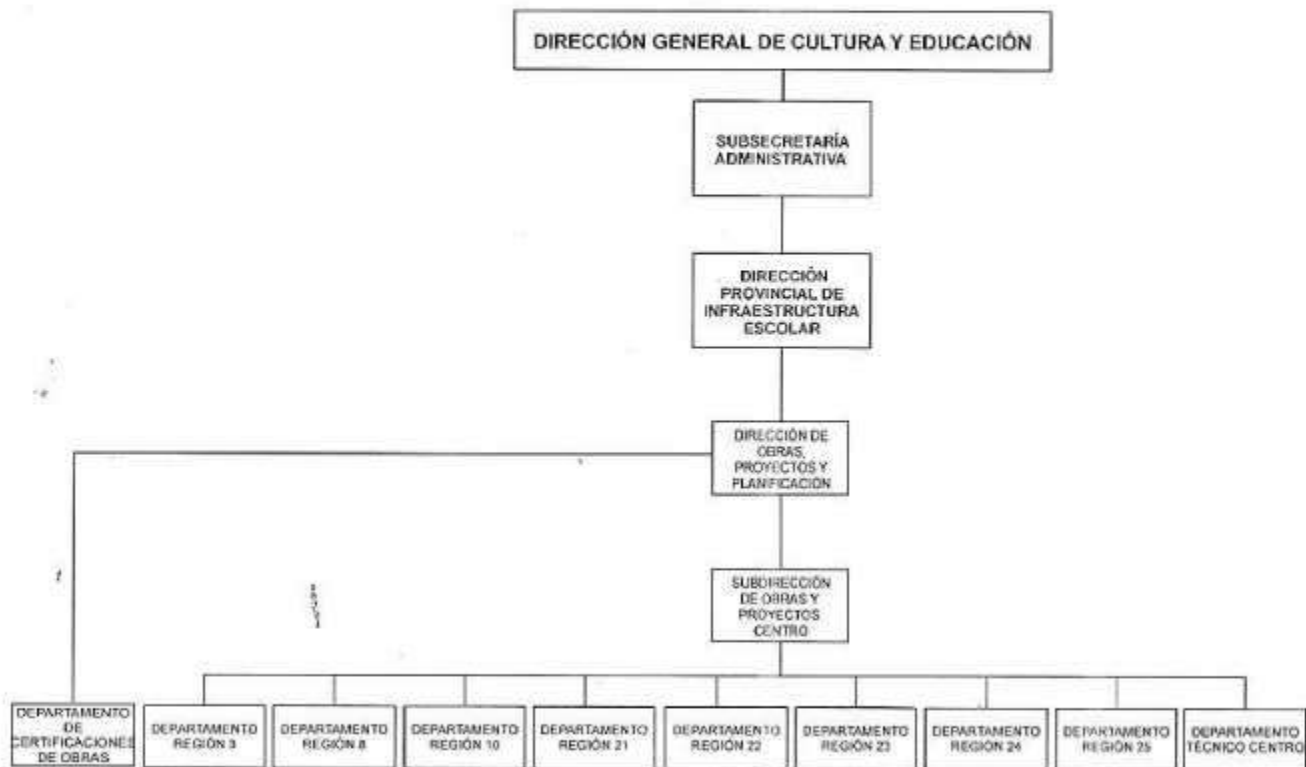 DIRECCIÓN GENERAL DE CULTURA Y EDUCACIÓN
SUBSECRETARÍA
ADMINISTRATIVA
DIRECCIÓN
PROVINCIAL DE
INFRAESTRUCTURA
ESCOLAR
DIRECCIÓN DE
OBRAS,
PROYECTOS Y
PLANIFICACIÓN
SUBDIRECCIÓN
DE OBRAS Y
PROYECTOS
CENTRO
DEPARTAMENTO
DE
CERTIFICACIONES
DE OBRAS
DEPARTAMENTO
REGIÓN 3
DEPARTAMENTO
REGIÓN 8
DEPARTAMENTO
REGIÓN 10
DEPARTAMENTO
REGIÓN 21
DEPARTAMENTO
REGIÓN 22
DEPARTAMENTO
REGIÓN 23
DEPARTAMENTO
REGIÓN 24
DEPARTAMENTO
REGIÓN 25
DEPARTAMENTO
TÉCNICO CENTRO